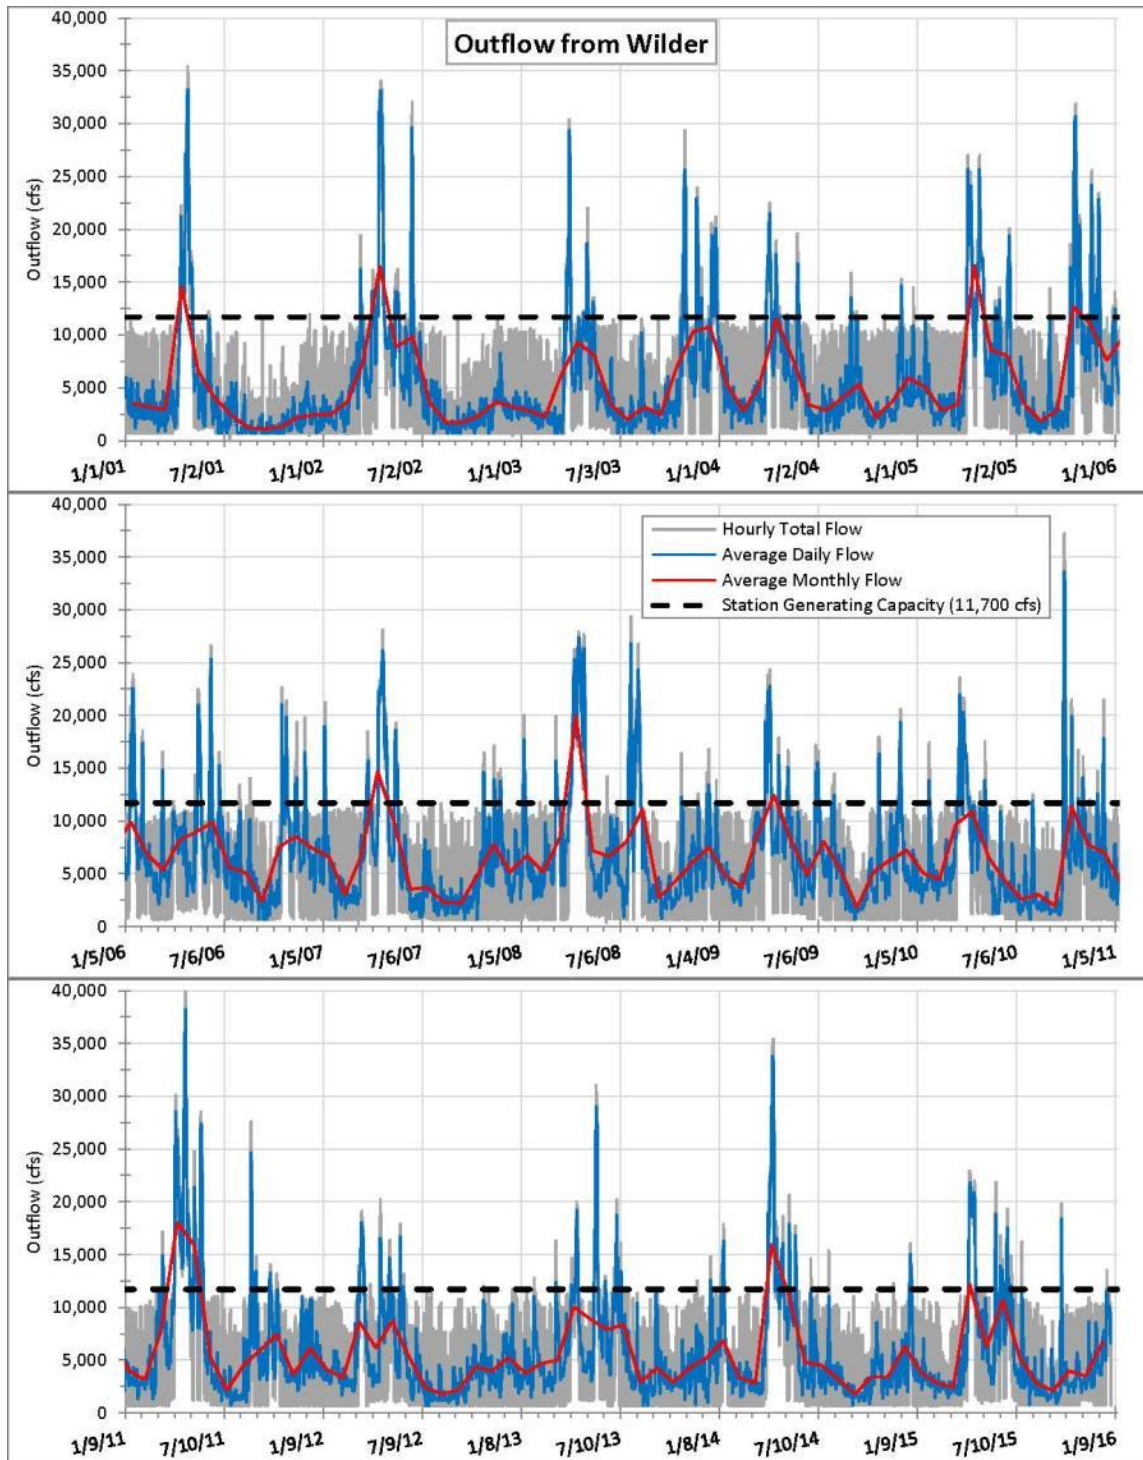 Outflow from Wilder
40,000
35,000
30,000
25,000
20,000
15,000
10,000
5,000
0
Outflow (cfs)
1/1/01 7/2/01 1/1/02 7/2/02 1/1/03 7/3/03 1/1/04 7/2/04 1/1/05 7/2/05 1/1/06
40,000
35,000
30,000
25,000
20,000
15,000
10,000
5,000
0
Outflow (cfs)
Hourly Total Flow
Average Daily Flow
Average Monthly Flow
Station Generating Capacity (11,700 cfs)
1/5/06 7/6/06 1/5/07 7/6/07 1/5/08 7/6/08 1/4/09 7/6/09 1/5/10 7/6/10 1/5/11
40,000
35,000
30,000
25,000
20,000
15,000
10,000
5,000
0
Outflow (cfs)
1/9/11 7/10/11 1/9/12 7/9/12 1/8/13 7/10/13 1/8/14 7/10/14 1/9/15 7/10/15 1/9/16